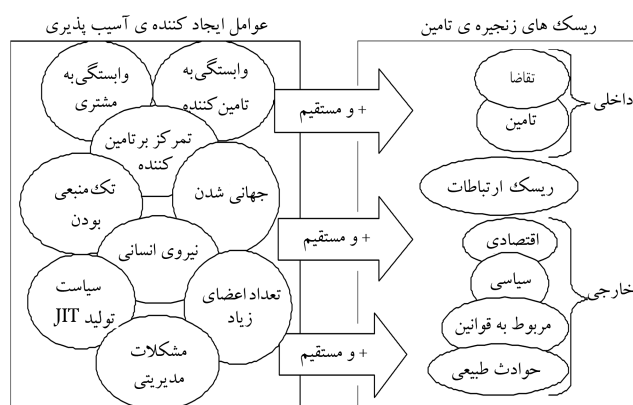 ریسک های زنجیره ی تامین
عوامل ایجاد کننده ی آسیب پذیری
وابستگی به
تامین کننده
وابستگی به
مشتری
تمرکز بر تامین
کننده
جهانی شدن
تک منبعی
بودن
نیروی انسانی
تعداد اعضای
زیاد
سیاست
تولید JIT
مشکلات
مدیریتی
+ و مستقیم
+ و مستقیم
+ و مستقیم
داخلی
تقاضا
تامین
ریسک ارتباطات
خارجی
اقتصادی
سیاسی
مربوط به قوانین
حوادث طبیعی